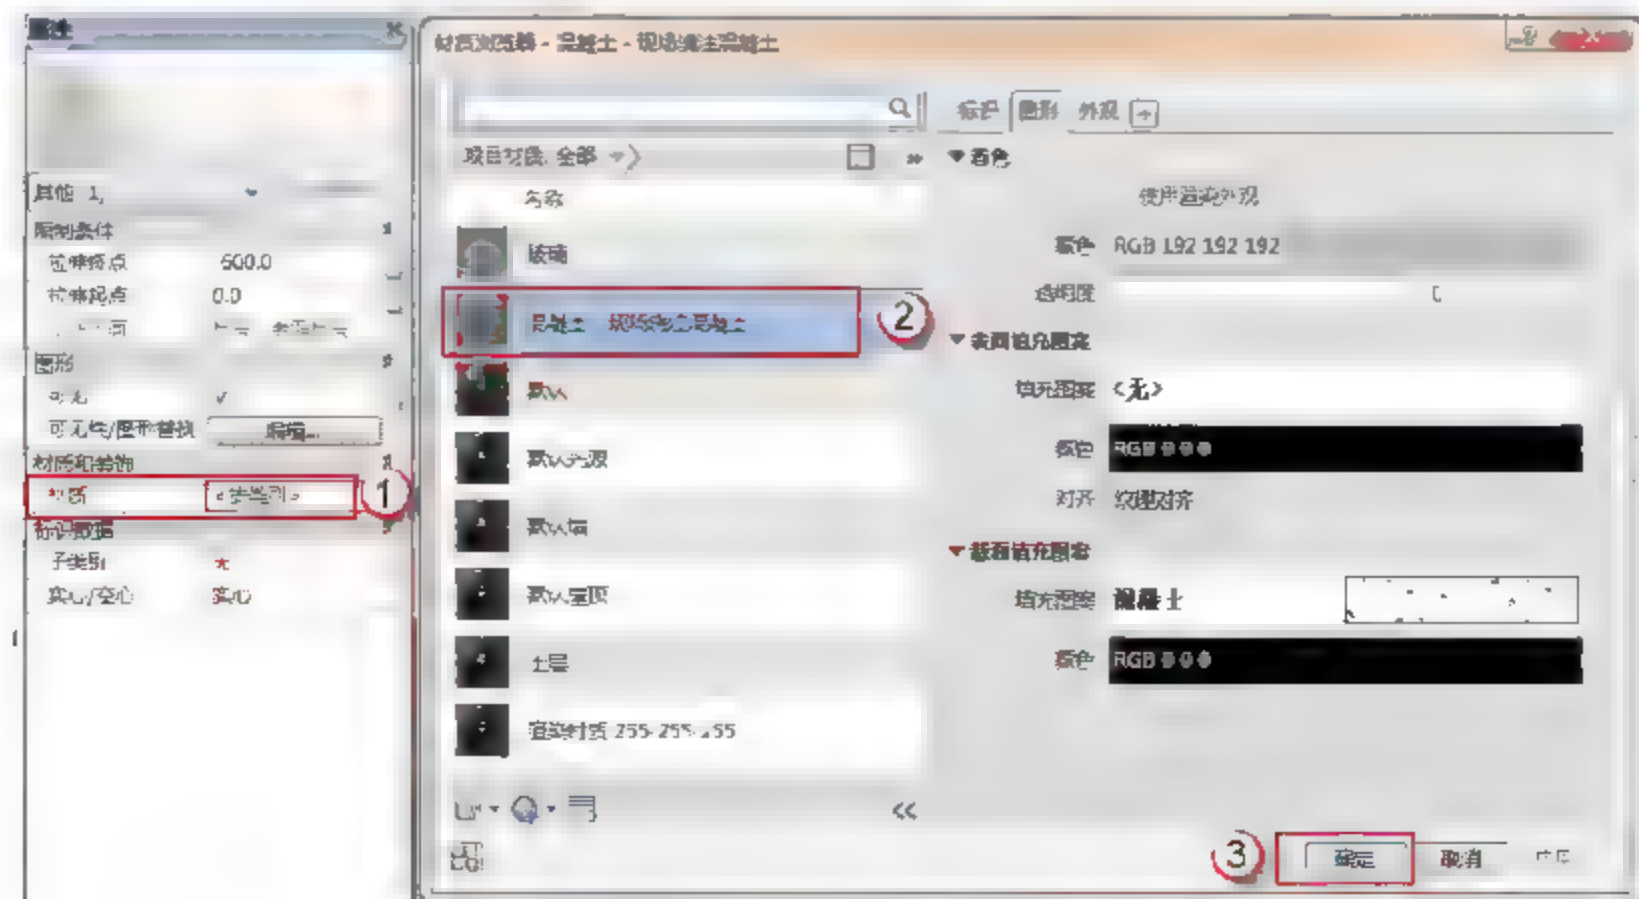 属性
其他 1,
限制条件
拉伸终点 600.0
拉伸起点 0.0
图形
可见
可见性/图形替换 编辑...
材质和装饰
材质 <按类别>
1
标识数据
子类别
实心/空心 实心
材质浏览器 - 混凝土 - 现场浇注混凝土
项目材质: 全部
名称
玻璃
混凝土 - 现场浇注混凝土
2
默认
默认光源
默认墙
默认屋顶
土层
渲染材质 255-255-255
标识 图形 外观
着色
使用渲染外观
颜色 RGB 192 192 192
透明度
表面填充图案
填充图案 <无>
颜色 RGB 0 0 0
对齐 纹理对齐
截面填充图案
填充图案 混凝土
颜色 RGB 0 0 0
3
确定 取消 应用